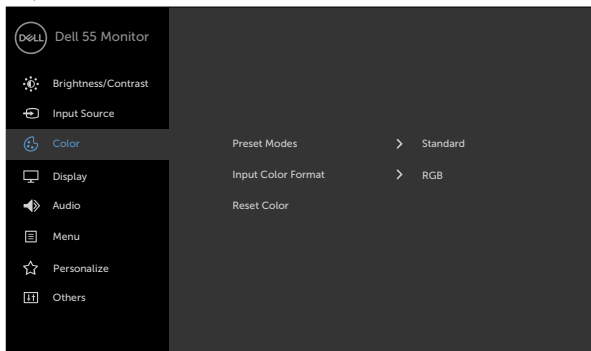 DELL Dell 55 Monitor
Brightness/Contrast
Input Source
Color
Preset Modes Standard
Display
Input Color Format RGB
Audio
Reset Color
Menu
Personalize
Others